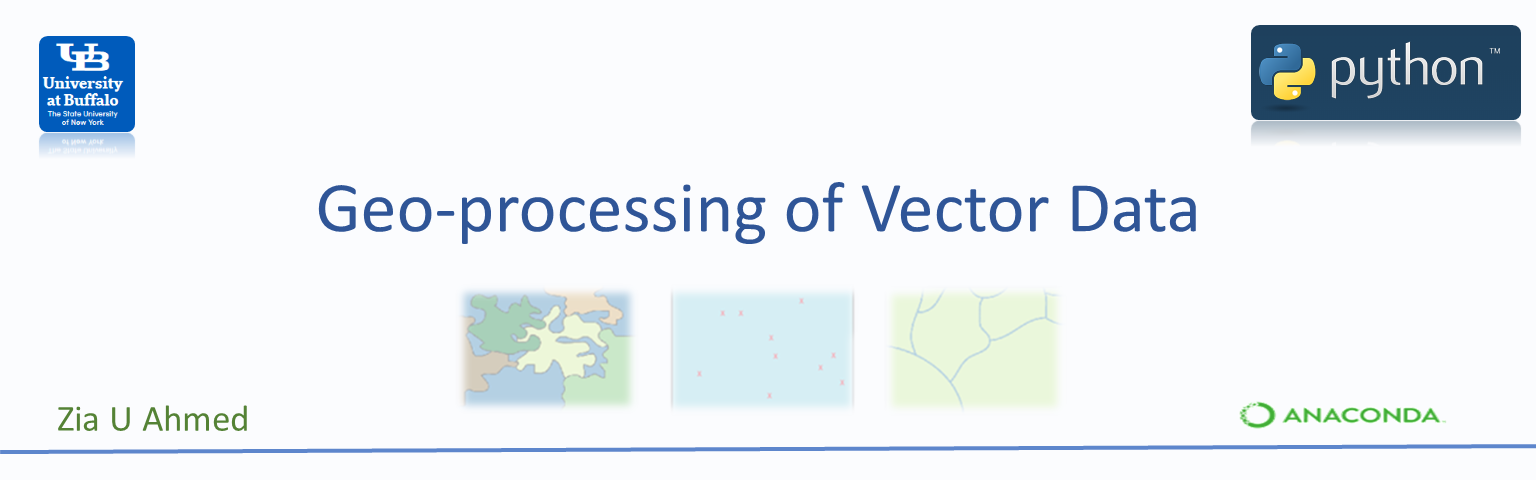 UB
University
at Buffalo
The State University
of New York
python™
Geo-processing of Vector Data
x x x x x x x x x x
Zia U Ahmed
ANACONDA